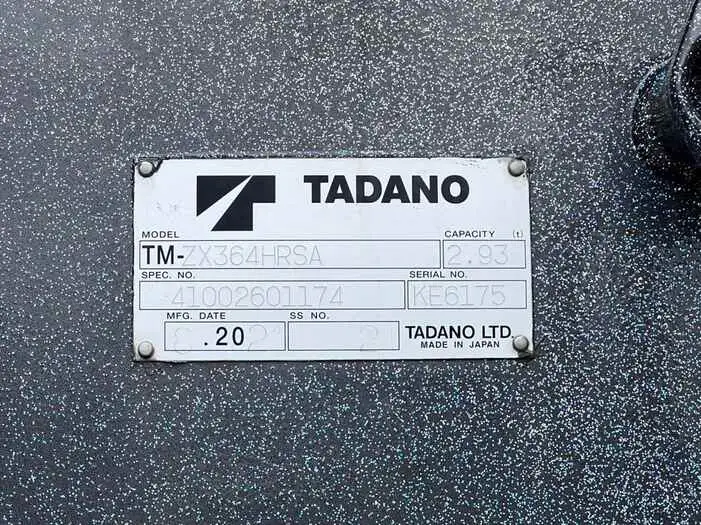 TADANO
MODEL CAPACITY (t)
TM-ZX364HRSA 2.93
SPEC. NO. SERIAL NO.
41002601174 KE6175
MFG. DATE SS NO.
.20 2
TADANO LTD.
MADE IN JAPAN